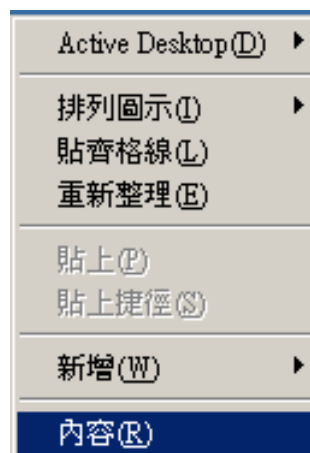 Active Desktop(D)
排列圖示(I)
貼齊格線(L)
重新整理(E)
貼上(P)
貼上捷徑(S)
新增(W)
內容(R)